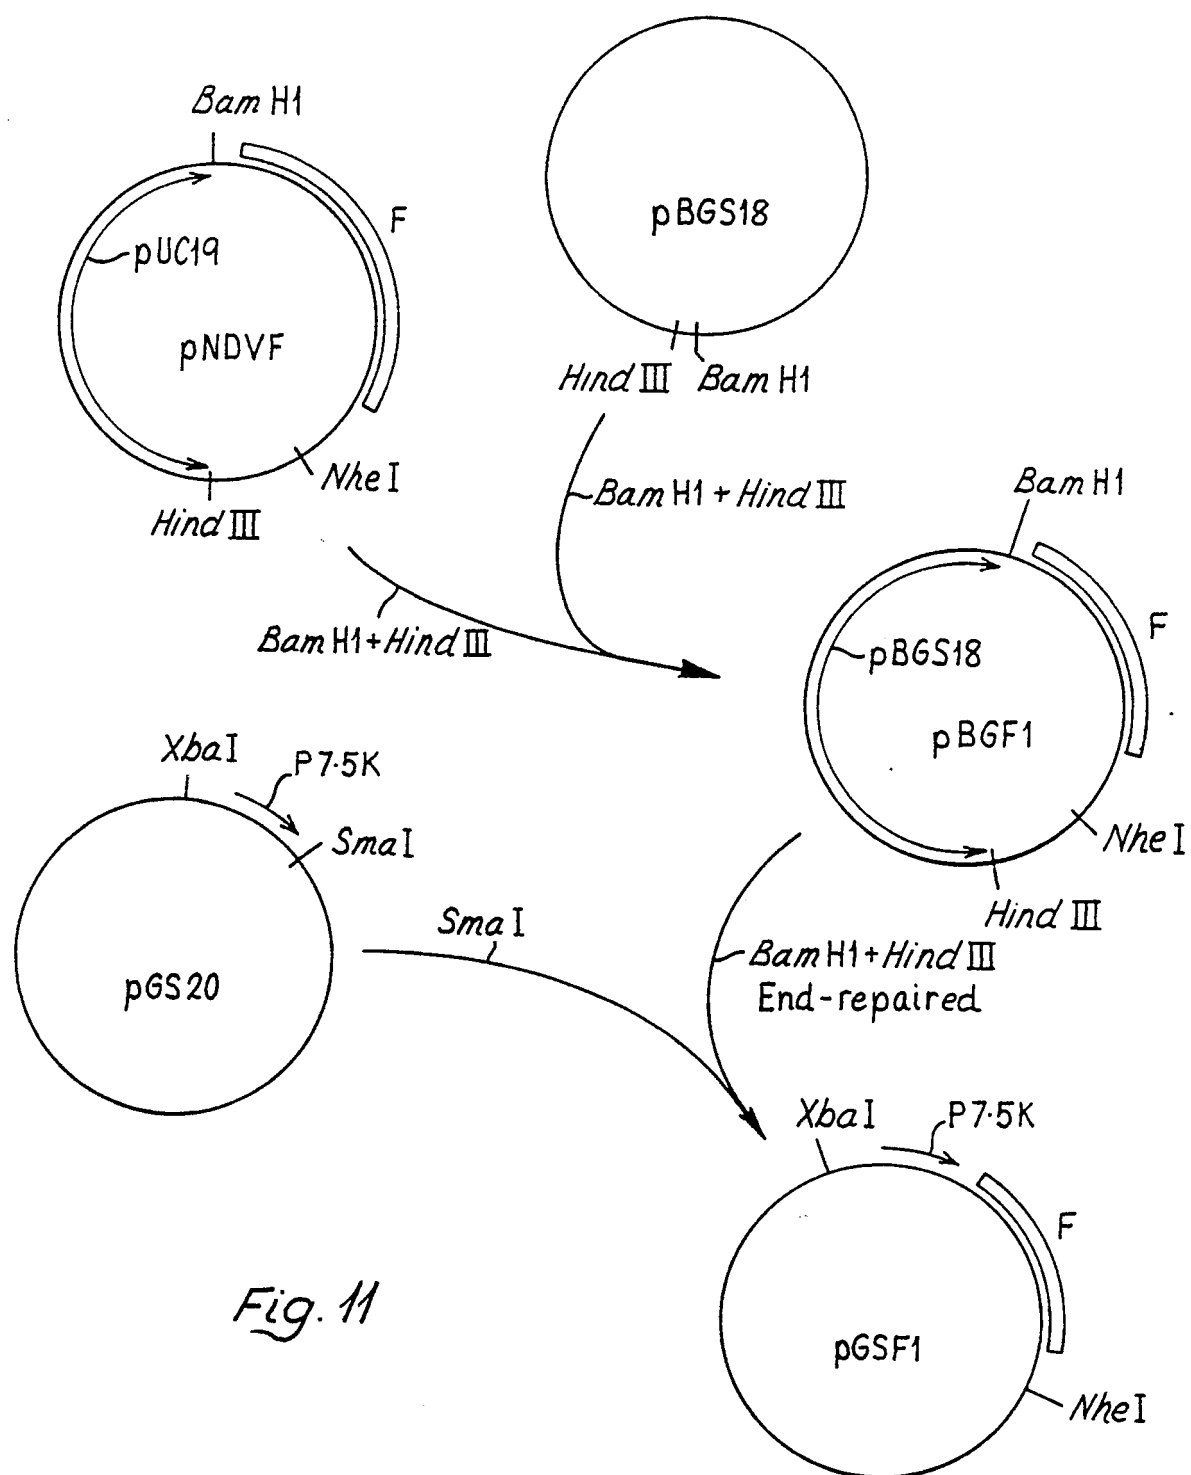 Bam H1
F
pUC19
pNDVF
Nhe I
Hind III
pBGS18
Hind III Bam H1
Bam H1 + Hind III
Bam H1+Hind III
Bam H1
F
pBGS18
pBGF1
Nhe I
Hind III
Xba I
P7·5K
Sma I
pGS20
Sma I
Bam H1+Hind III
End-repaired
Xba I
P7·5K
F
pGSF1
Nhe I
Fig. 11